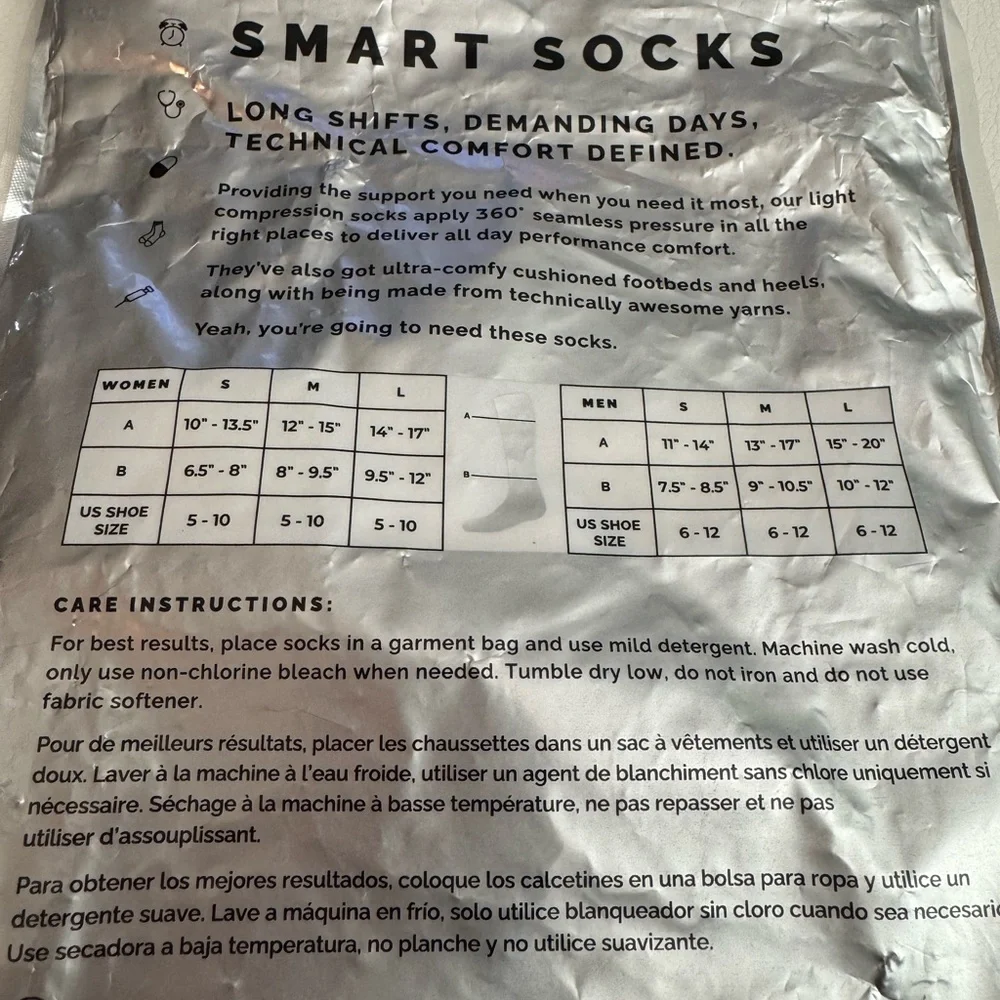 SMART SOCKS
LONG SHIFTS, DEMANDING DAYS,
TECHNICAL COMFORT DEFINED.
Providing the support you need when you need it most, our light
compression socks apply 360° seamless pressure in all the
right places to deliver all day performance comfort.
They've also got ultra-comfy cushioned footbeds and heels,
along with being made from technically awesome yarns.
Yeah, you're going to need these socks.
WOMEN S M L
A 10" - 13.5" 12" - 15" 14" - 17"
B 6.5" - 8" 8" - 9.5" 9.5" - 12"
US SHOE
SIZE 5 - 10 5 - 10 5 - 10
A
B
MEN S M L
A 11" - 14" 13" - 17" 15" - 20"
B 7.5" - 8.5" 9" - 10.5" 10" - 12"
US SHOE
SIZE 6 - 12 6 - 12 6 - 12
CARE INSTRUCTIONS:
For best results, place socks in a garment bag and use mild detergent. Machine wash cold,
only use non-chlorine bleach when needed. Tumble dry low, do not iron and do not use
fabric softener.
Pour de meilleurs résultats, placer les chaussettes dans un sac à vêtements et utiliser un détergent
doux. Laver à la machine à l'eau froide, utiliser un agent de blanchiment sans chlore uniquement si
nécessaire. Séchage à la machine à basse température, ne pas repasser et ne pas
utiliser d'assouplissant.
Para obtener los mejores resultados, coloque los calcetines en una bolsa para ropa y utilice un
detergente suave. Lave a máquina en frío, solo utilice blanqueador sin cloro cuando sea necesario
Use secadora a baja temperatura, no planche y no utilice suavizante.